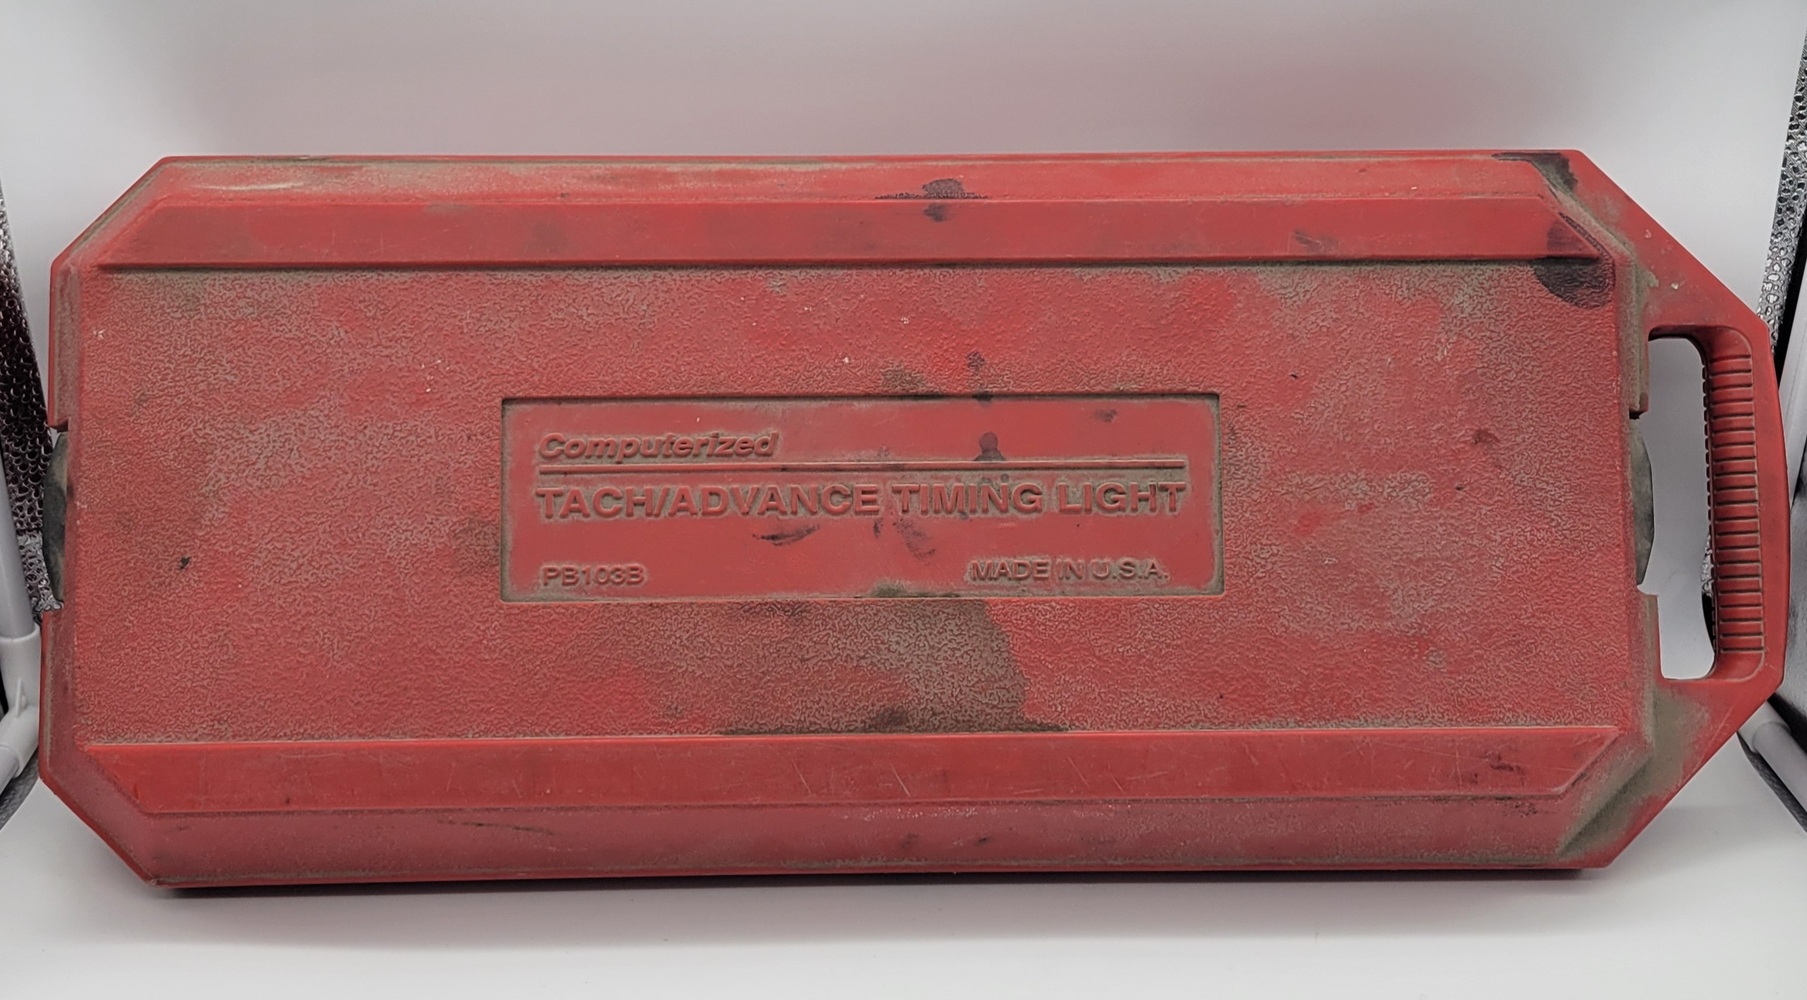 Computerized
TACH/ADVANCE TIMING LIGHT
PB103B MADE IN U.S.A.